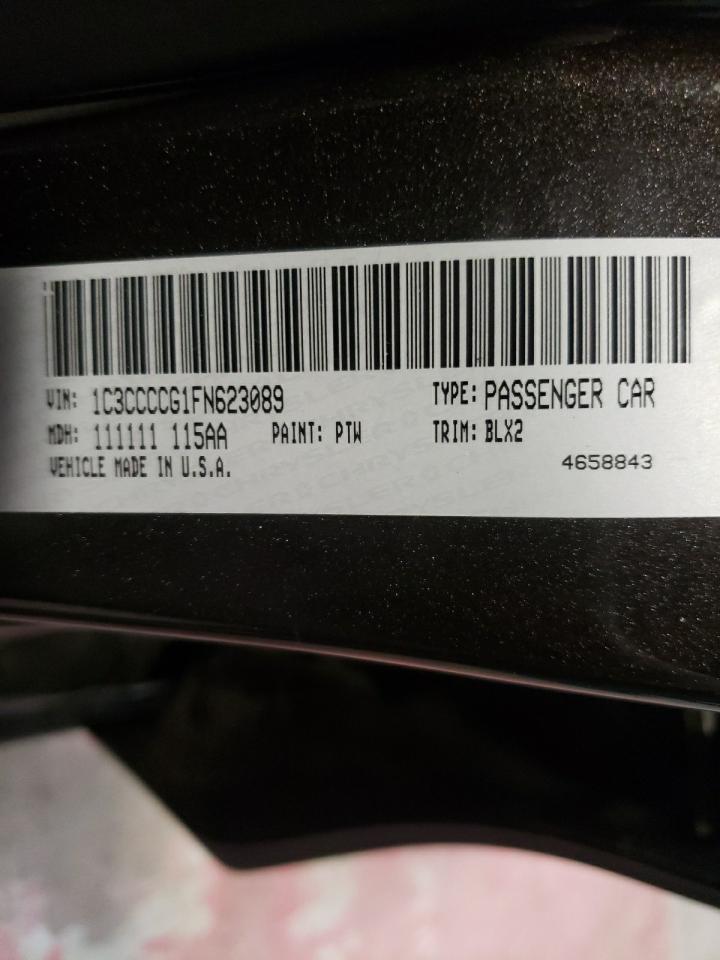 VIN: 1C3CCCCG1FN623089 TYPE: PASSENGER CAR
MDH: 111111 115AA PAINT: PTW TRIM: BLX2
VEHICLE MADE IN U.S.A. 4658843